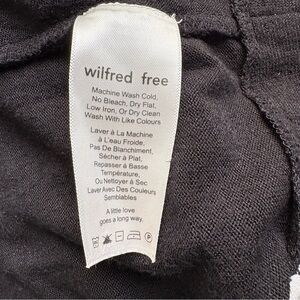 wilfred free
Machine Wash Cold,
No Bleach, Dry Flat,
Low Iron, Or Dry Clean
Wash With Like Colours
Laver à La Machine
à L'eau Froide,
Pas De Blanchiment,
Sécher à Plat,
Repasser à Basse
Température,
Ou Nettoyer à Sec
Laver Avec Des Couleurs
Semblables
A little love
goes a long way.
P